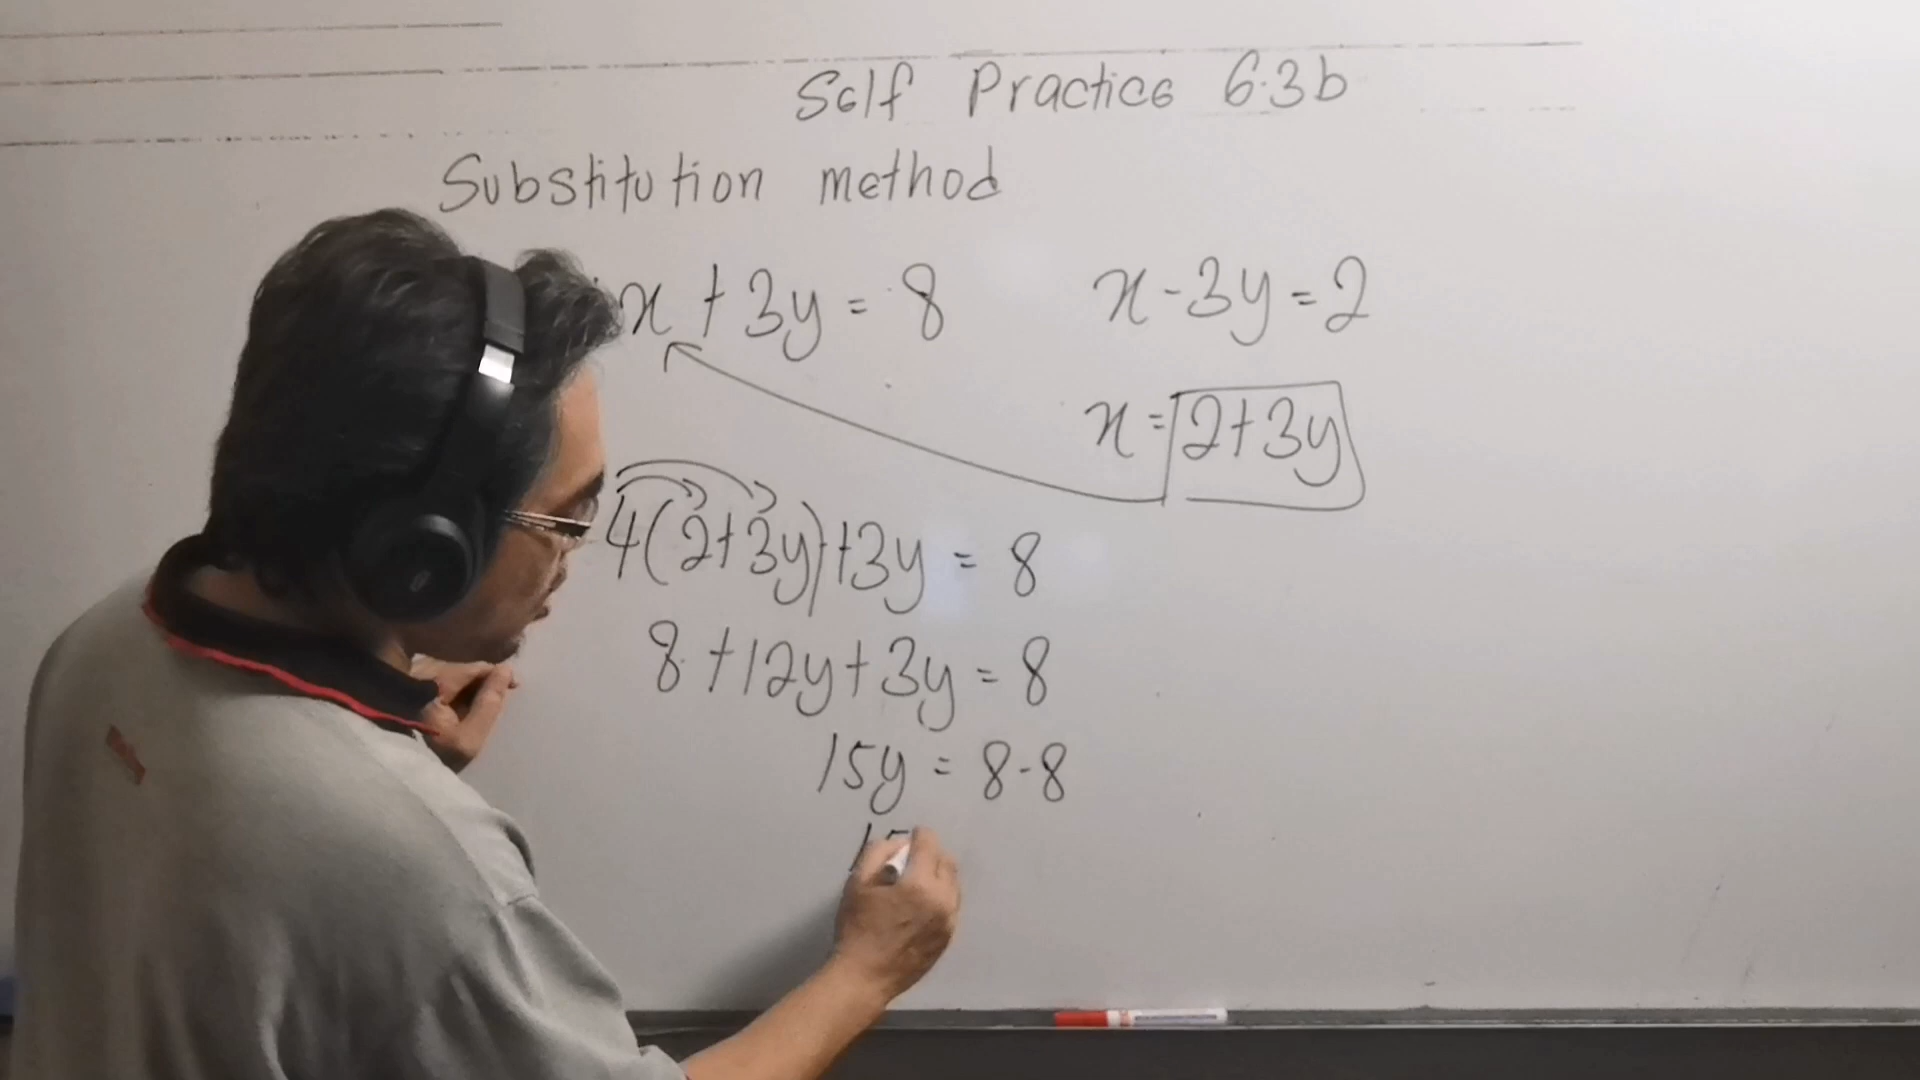 Self Practice 6.3b
Substitution method
x + 3y = 8
x - 3y = 2
x = 2+3y
4(2+3y)+3y = 8
8+12y+3y = 8
15y = 8-8
15